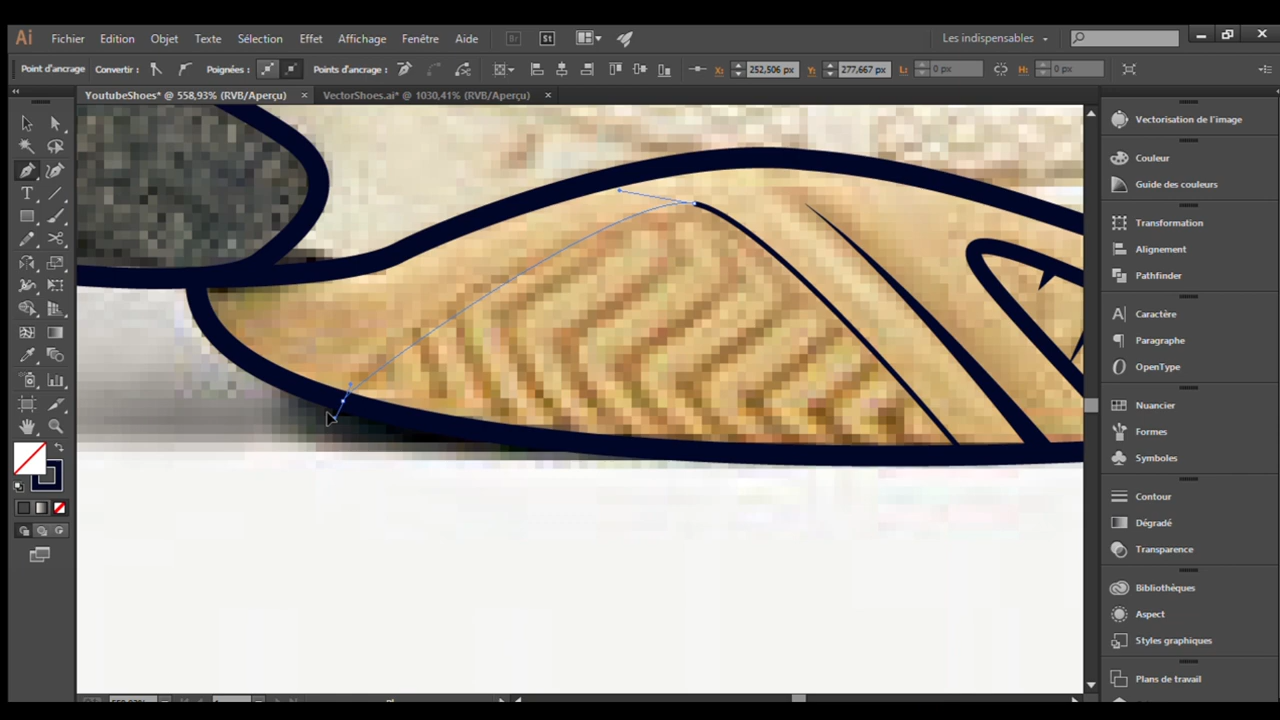 Ai Fichier Edition Objet Texte Sélection Effet Affichage Fenêtre Aide Br St Les indispensables
Point d'ancrage Convertir : Poignées : Points d'ancrage : X: 252,506 px Y: 277,667 px L: 0 px H: 0 px
YoutubeShoes* @ 558,93% (RVB/Aperçu) × VectorShoes.ai* @ 1030,41% (RVB/Aperçu) ×
Vectorisation de l'image
Couleur
Guide des couleurs
Transformation
Alignement
Pathfinder
Caractère
Paragraphe
OpenType
Nuancier
Formes
Symboles
Contour
Dégradé
Transparence
Bibliothèques
Aspect
Styles graphiques
Plans de travail